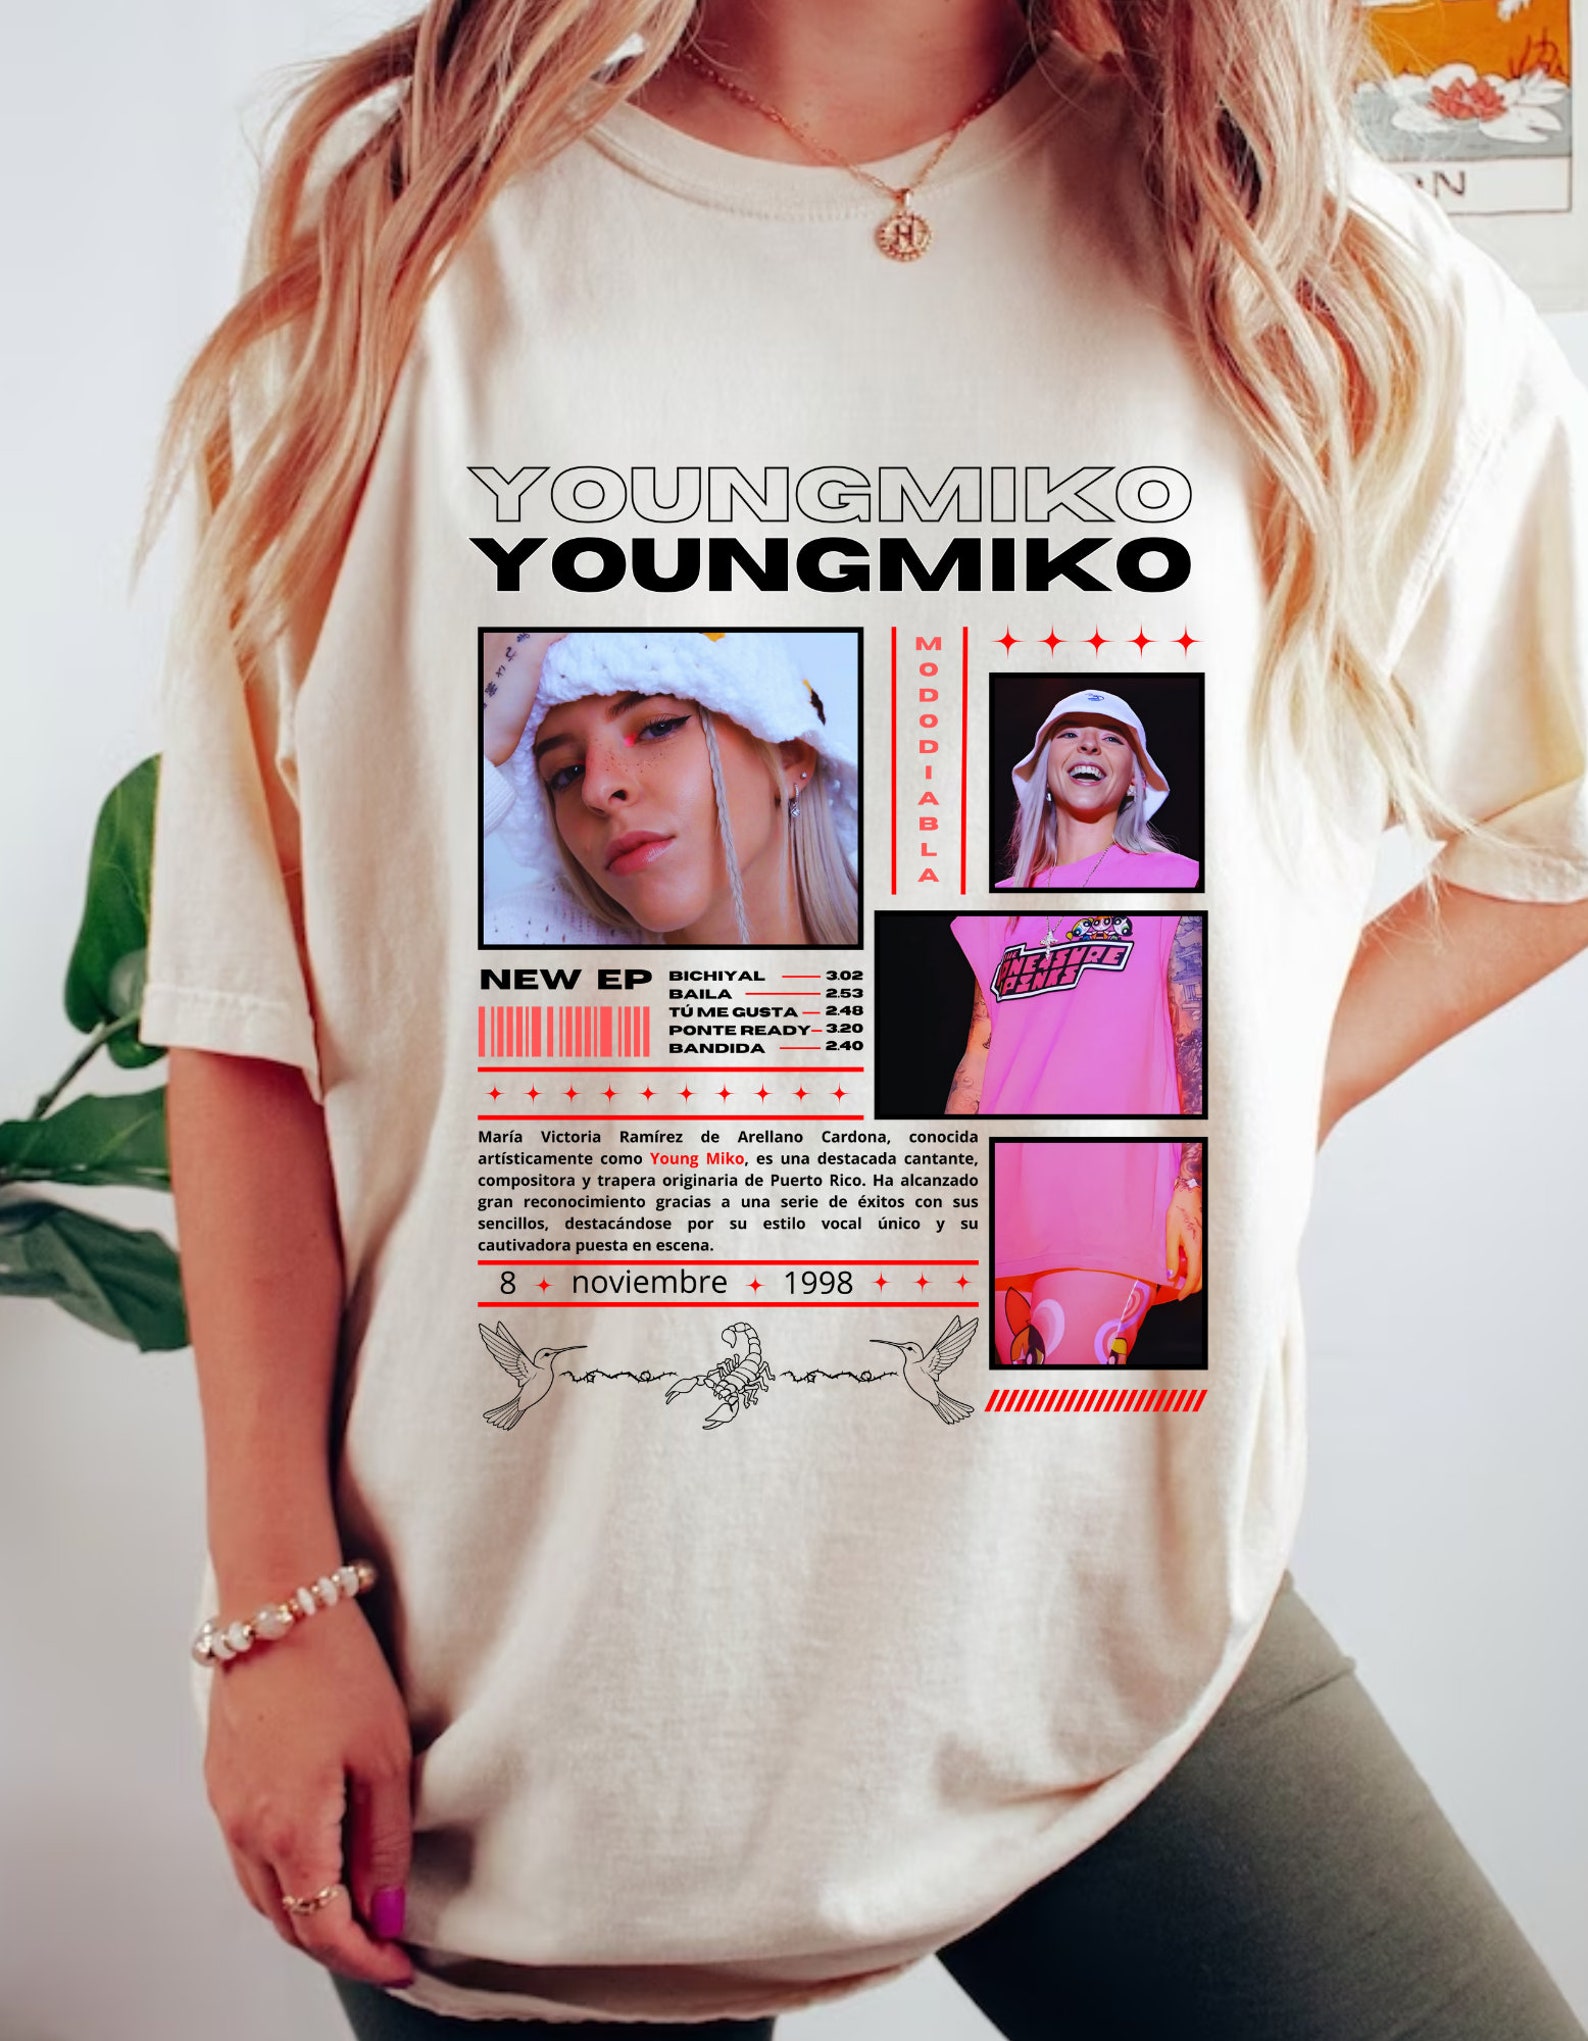 ON
H
YOUNGMIKO
YOUNGMIKO
MODODIABLA
NEW EP
BICHIYAL 3.02
BAILA 2.53
TÚ ME GUSTA 2.48
PONTE READY 3.20
BANDIDA 2.40
María Victoria Ramírez de Arellano Cardona, conocida
artísticamente como Young Miko, es una destacada cantante,
compositora y trapera originaria de Puerto Rico. Ha alcanzado
gran reconocimiento gracias a una serie de éxitos con sus
sencillos, destacándose por su estilo vocal único y su
cautivadora puesta en escena.
8 noviembre 1998